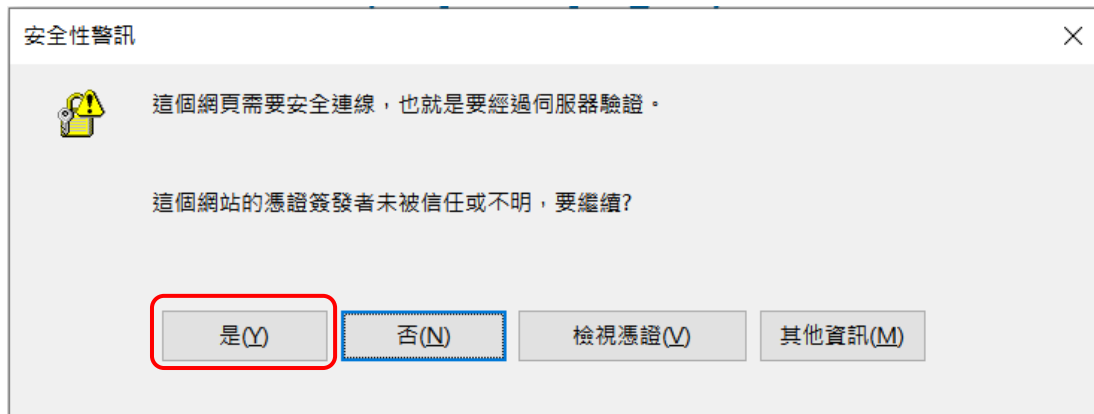 安全性警訊
這個網頁需要安全連線，也就是要經過伺服器驗證。
這個網站的憑證簽發者未被信任或不明，要繼續?
是(Y) 否(N) 檢視憑證(V) 其他資訊(M)